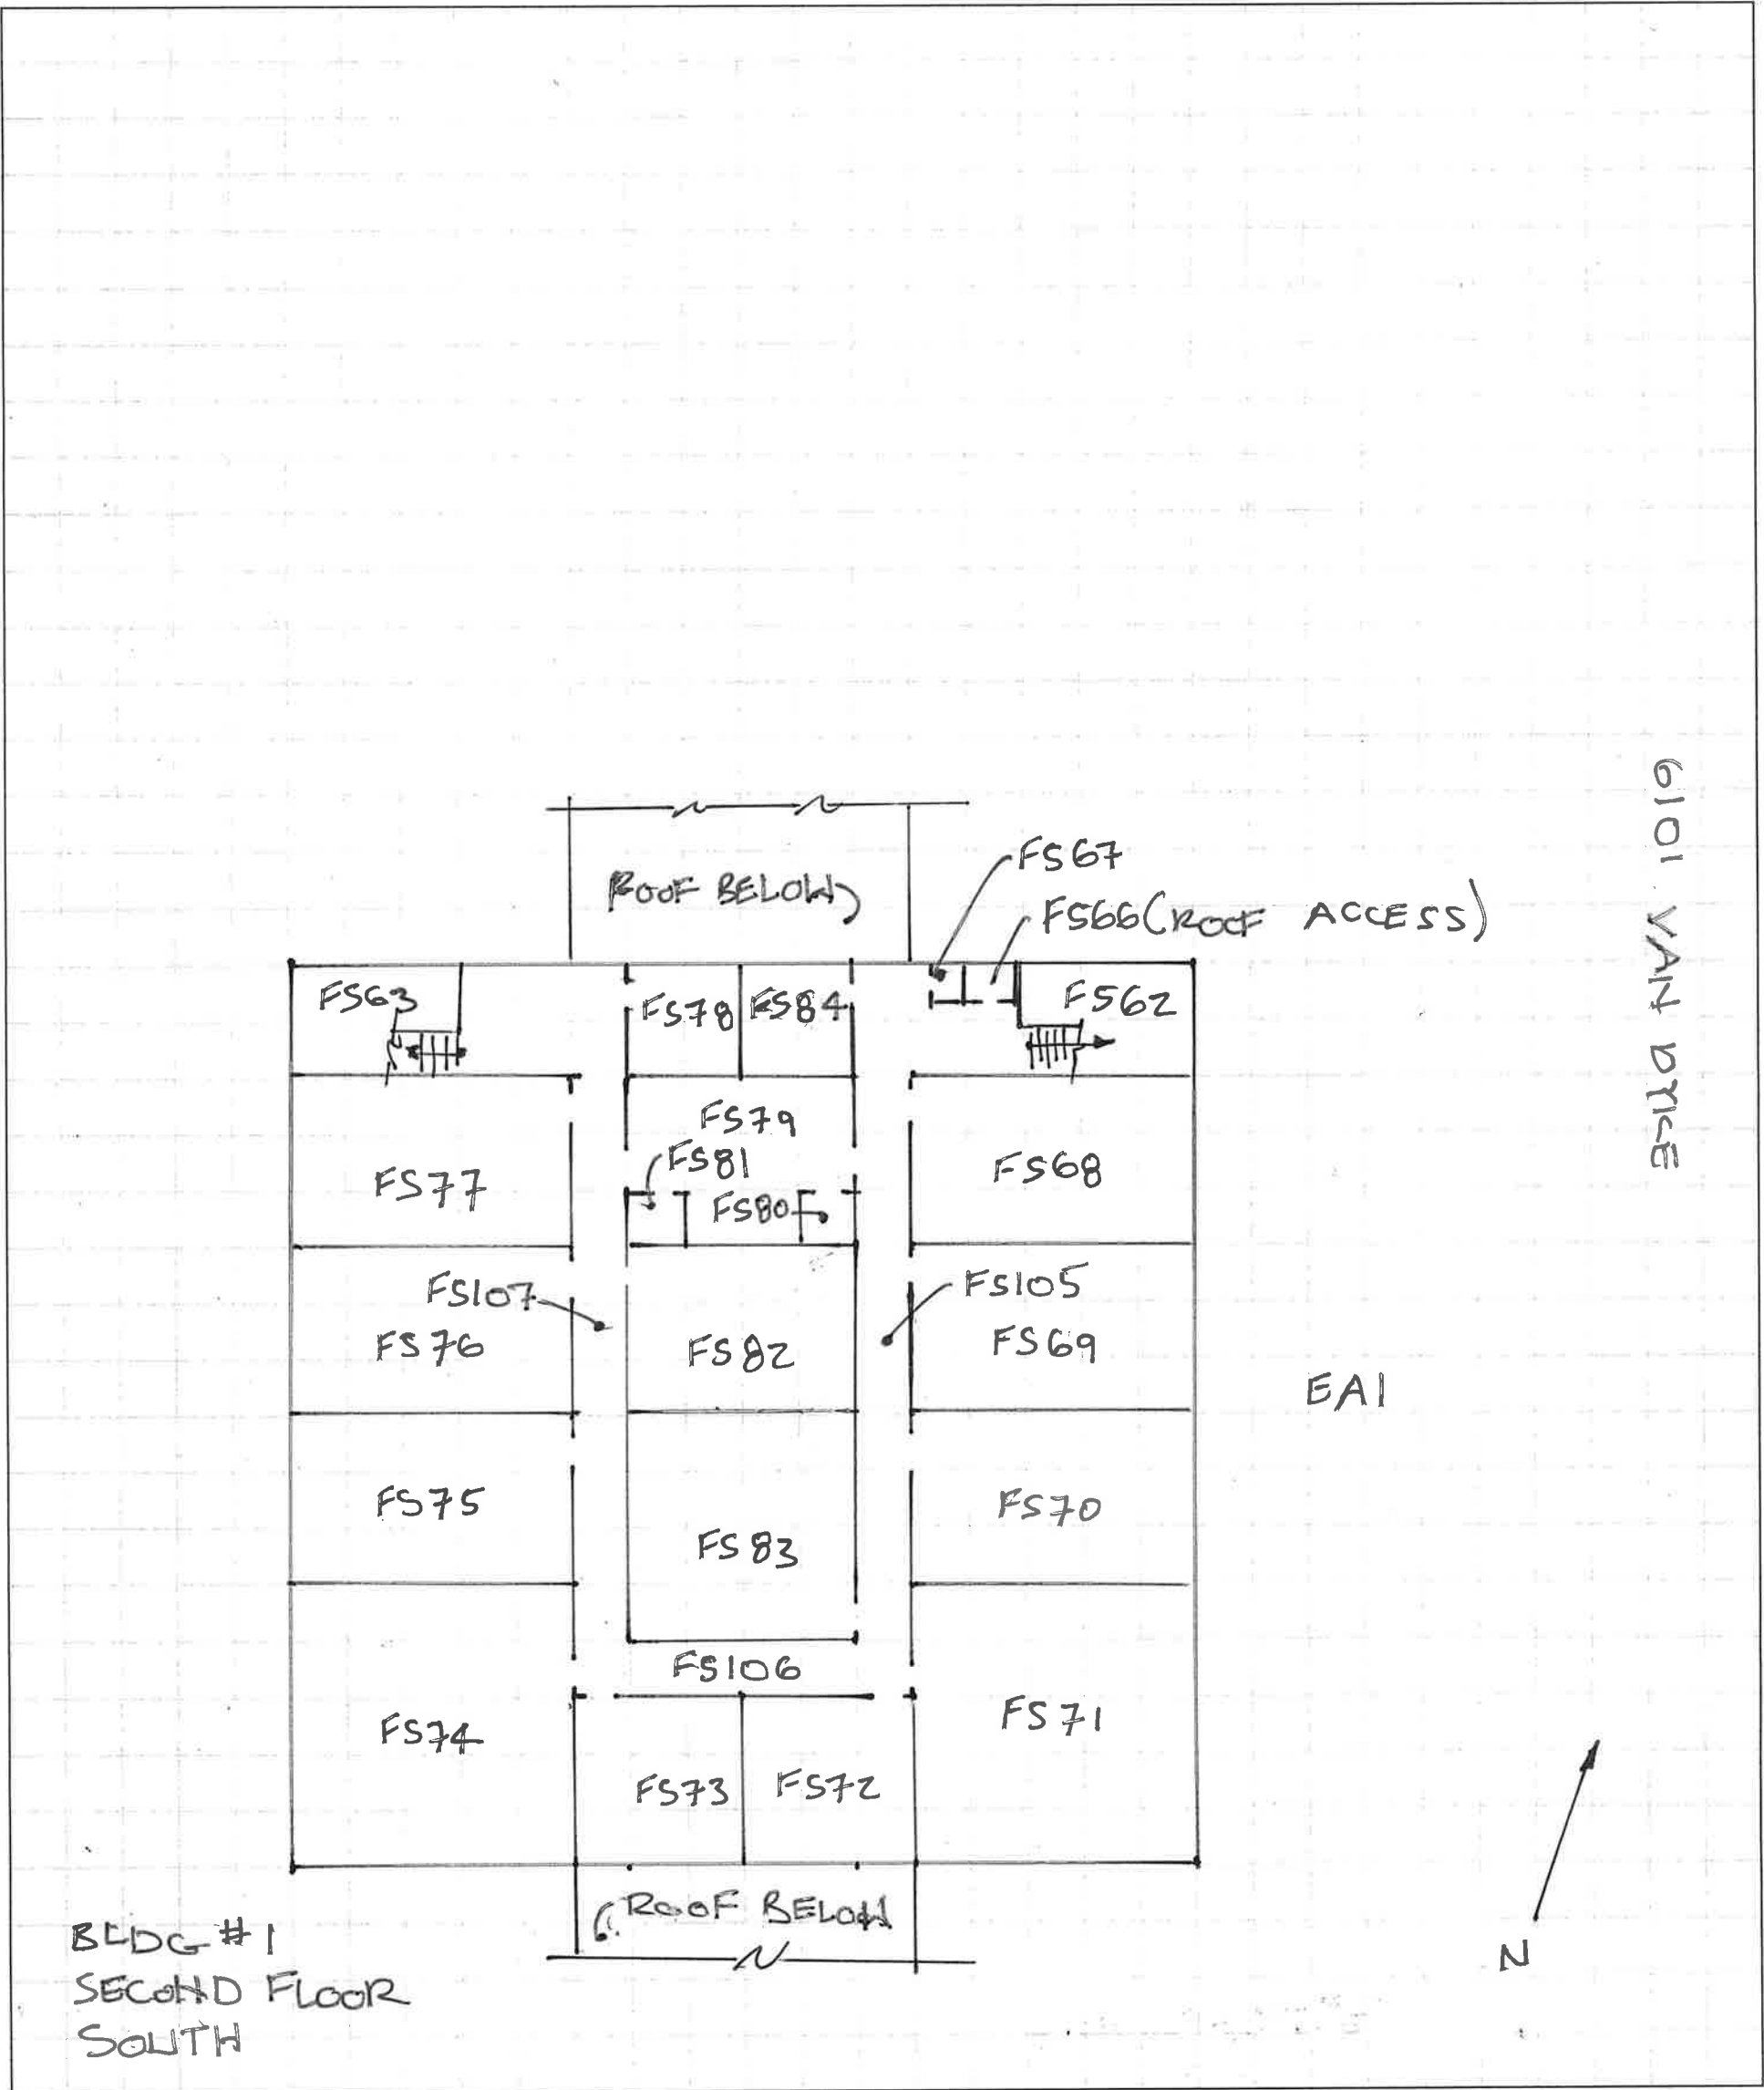 ROOF BELOW
FS67
FS66(ROOF ACCESS)
FS63
FS78
FS84
FS62
FS79
FS81
FS77
FS80
FS68
FS107
FS105
FS76
FS82
FS69
EA1
FS75
FS83
FS70
FS106
FS74
FS71
FS73
FS72
ROOF BELOW
BLDG #1
SECOND FLOOR
SOUTH
N
6101 VAN DYKE